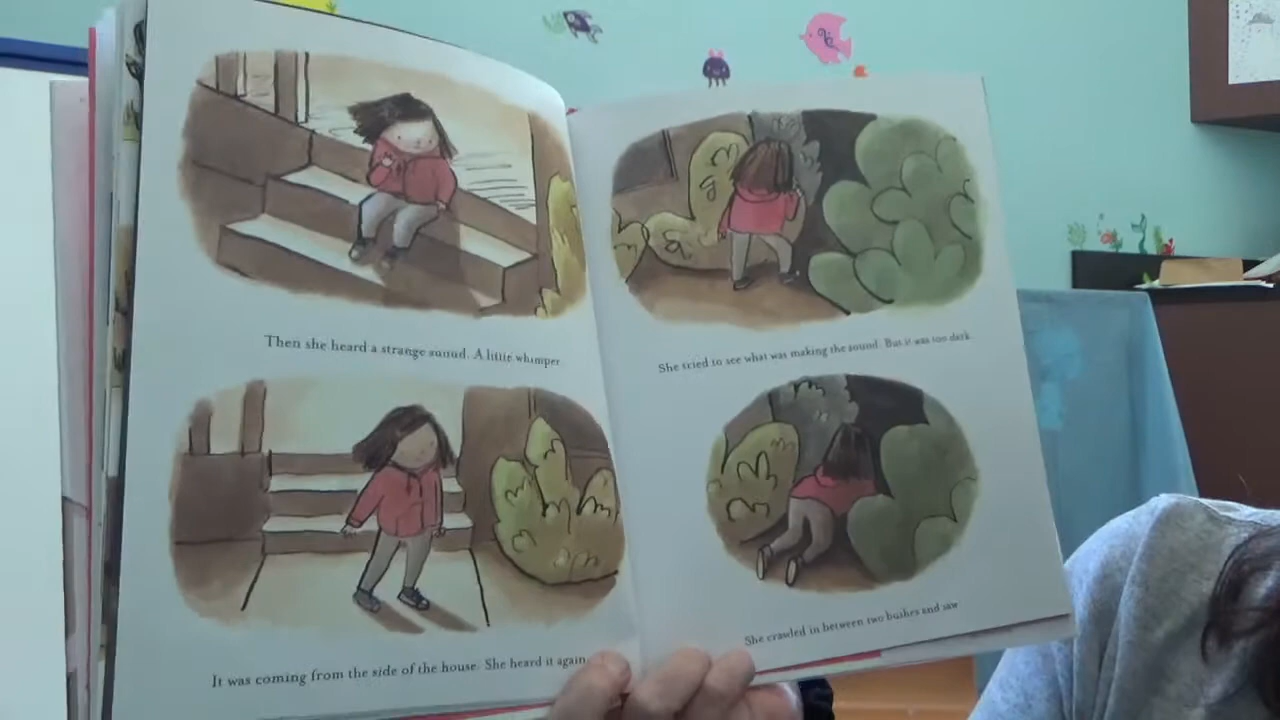 Then she heard a strange sound. A little whimper
It was coming from the side of the house. She heard it again
She tried to see what was making the sound. But it was too dark
She crawled in between two bushes and saw